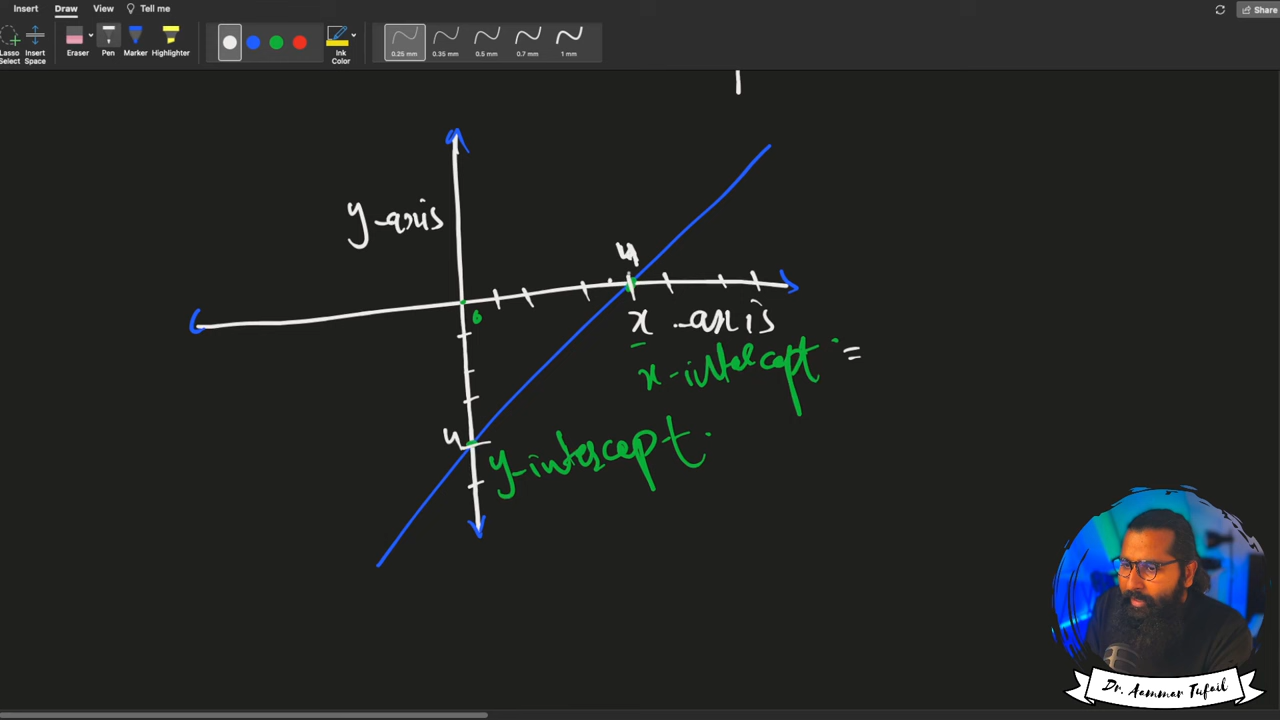 Insert Draw View Tell me
Share
Lasso Select
Insert Space
Eraser
Pen
Marker
Highlighter
Ink Color
0.25 mm
0.35 mm
0.5 mm
0.7 mm
1 mm
y-axis
4
0
x-axis
x-intercept =
4
y-intercept.
Dr. Aammar Tufail